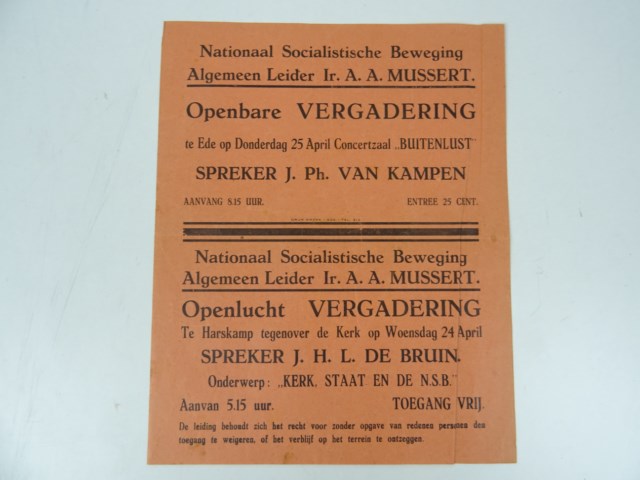 Nationaal Socialistische Beweging
Algemeen Leider Ir. A. A. MUSSERT.
Openbare VERGADERING
te Ede op Donderdag 25 April Concertzaal „BUITENLUST"
SPREKER J. Ph. VAN KAMPEN
AANVANG 8.15 UUR. ENTREE 25 CENT.
Nationaal Socialistische Beweging
Algemeen Leider Ir. A. A. MUSSERT.
Openlucht VERGADERING
Te Harskamp tegenover de Kerk op Woensdag 24 April
SPREKER J. H. L. DE BRUIN.
Onderwerp: „KERK. STAAT EN DE N.S.B."
Aanvan 5.15 uur. TOEGANG VRIJ.
De leiding behoudt zich het recht voor zonder opgave van redenen personen den
toegang te weigeren, of het verblijf op het terrein te ontzeggen.